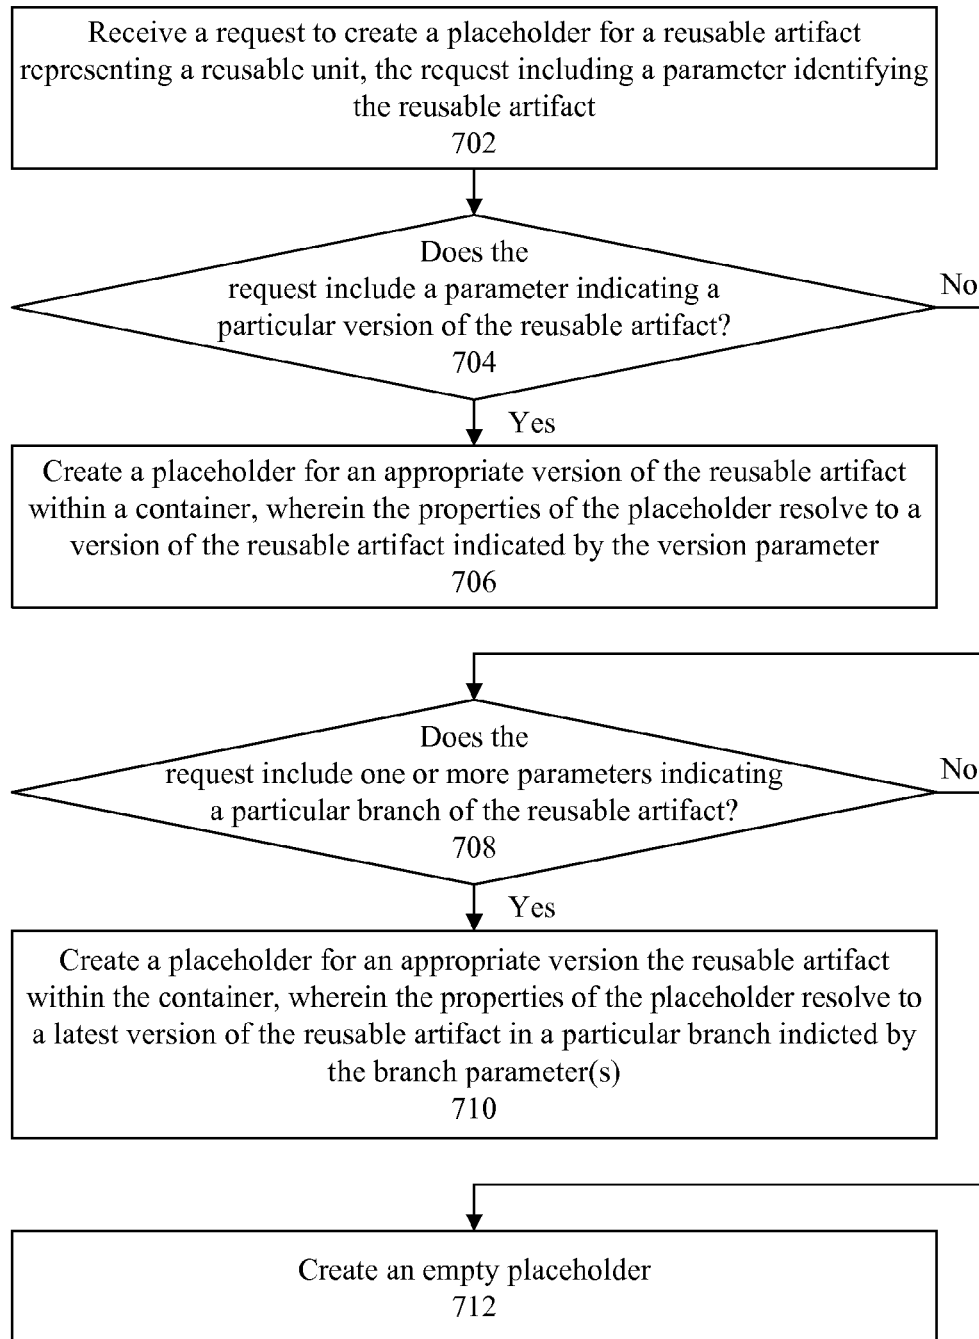 Receive a request to create a placeholder for a reusable artifact
representing a reusable unit, the request including a parameter identifying
the reusable artifact
702
Does the
request include a parameter indicating a
particular version of the reusable artifact?
704
No
Yes
Create a placeholder for an appropriate version of the reusable artifact
within a container, wherein the properties of the placeholder resolve to a
version of the reusable artifact indicated by the version parameter
706
Does the
request include one or more parameters indicating
a particular branch of the reusable artifact?
708
No
Yes
Create a placeholder for an appropriate version the reusable artifact
within the container, wherein the properties of the placeholder resolve to
a latest version of the reusable artifact in a particular branch indicted by
the branch parameter(s)
710
Create an empty placeholder
712